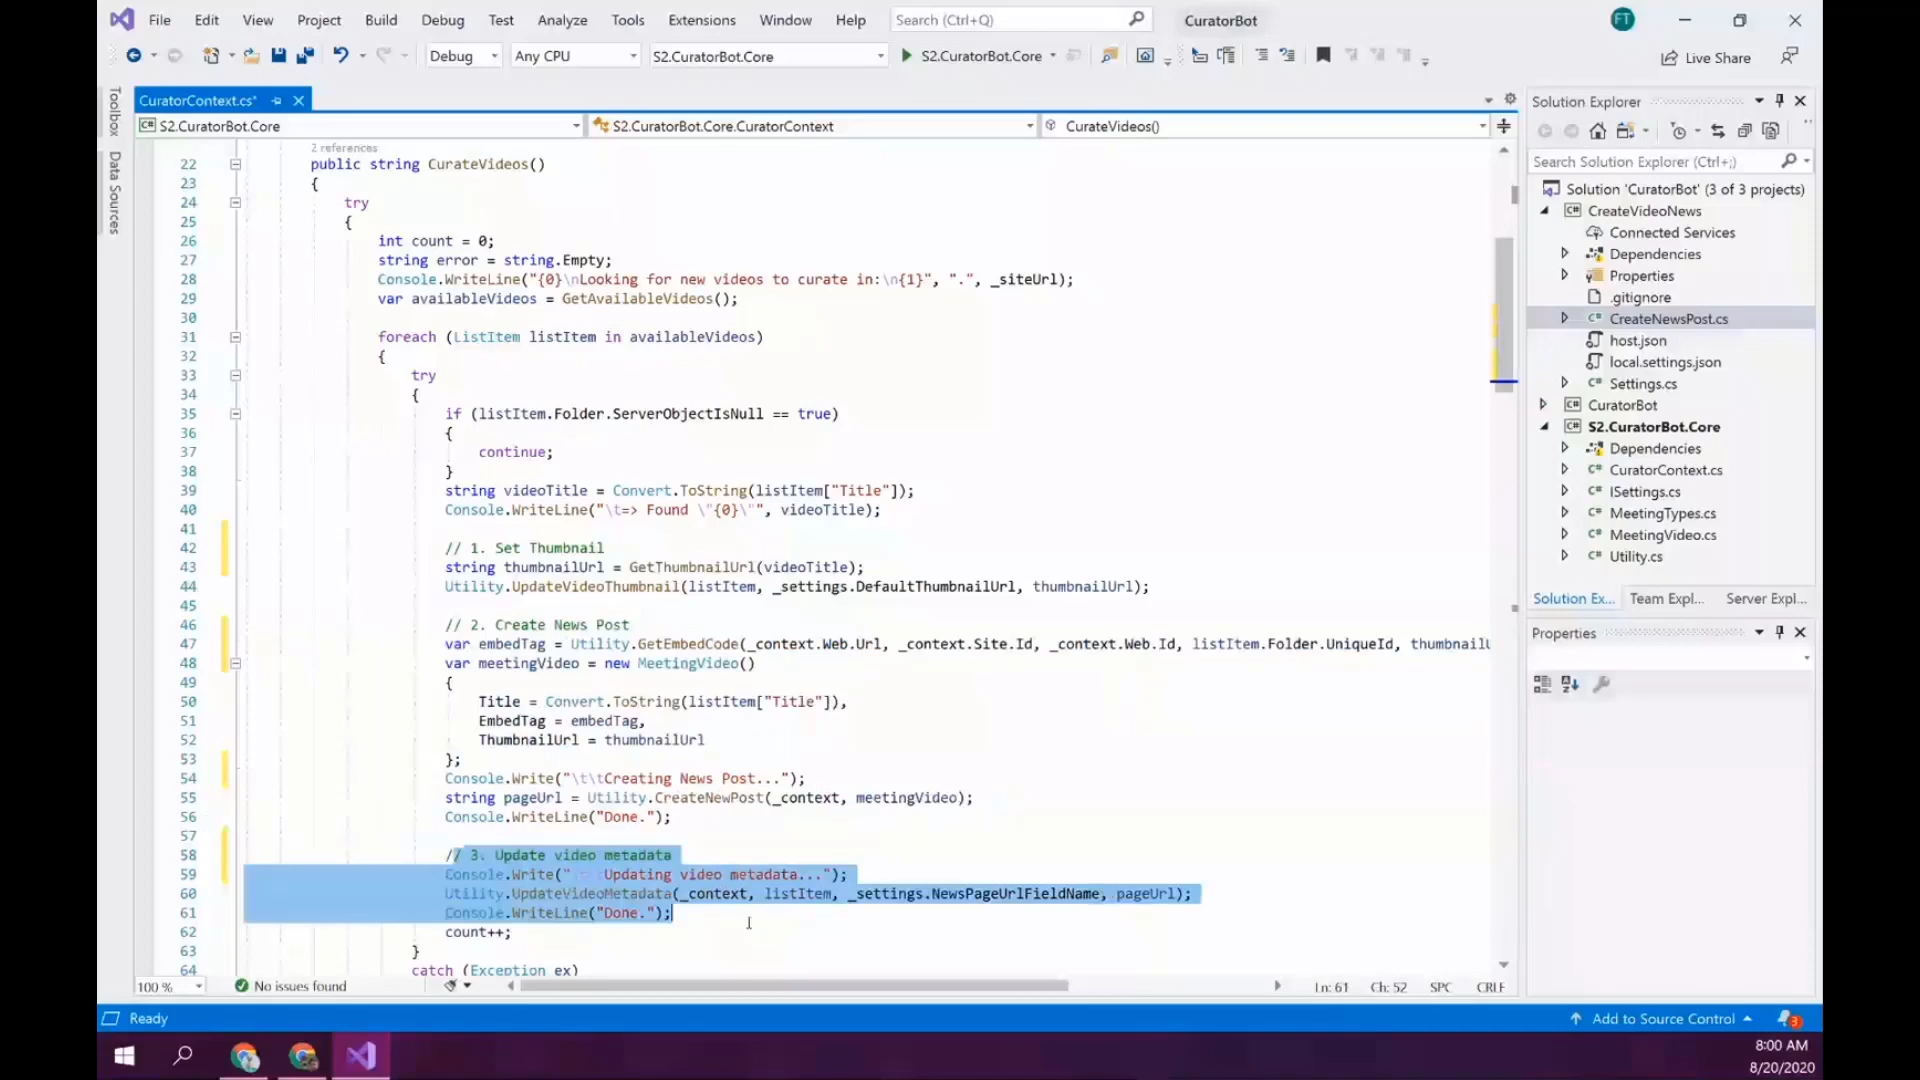 File Edit View Project Build Debug Test Analyze Tools Extensions Window Help Search (Ctrl+Q) CuratorBot FT
Debug Any CPU S2.CuratorBot.Core S2.CuratorBot.Core Live Share
Toolbox
Data Sources
CuratorContext.cs*
S2.CuratorBot.Core S2.CuratorBot.Core.CuratorContext CurateVideos()
2 references
22 public string CurateVideos()
23 {
24 try
25 {
26 int count = 0;
27 string error = string.Empty;
28 Console.WriteLine("{0}\nLooking for new videos to curate in:\n{1}", ".", _siteUrl);
29 var availableVideos = GetAvailableVideos();
30
31 foreach (ListItem listItem in availableVideos)
32 {
33 try
34 {
35 if (listItem.Folder.ServerObjectIsNull == true)
36 {
37 continue;
38 }
39 string videoTitle = Convert.ToString(listItem["Title"]);
40 Console.WriteLine("\t=> Found \"{0}\"", videoTitle);
41
42 // 1. Set Thumbnail
43 string thumbnailUrl = GetThumbnailUrl(videoTitle);
44 Utility.UpdateVideoThumbnail(listItem, _settings.DefaultThumbnailUrl, thumbnailUrl);
45
46 // 2. Create News Post
47 var embedTag = Utility.GetEmbedCode(_context.Web.Url, _context.Site.Id, _context.Web.Id, listItem.Folder.UniqueId, thumbnailU
48 var meetingVideo = new MeetingVideo()
49 {
50 Title = Convert.ToString(listItem["Title"]),
51 EmbedTag = embedTag,
52 ThumbnailUrl = thumbnailUrl
53 };
54 Console.Write("\t\tCreating News Post...");
55 string pageUrl = Utility.CreateNewPost(_context, meetingVideo);
56 Console.WriteLine("Done.");
57
58 // 3. Update video metadata
59 Console.Write(" Updating video metadata...");
60 Utility.UpdateVideoMetadata(_context, listItem, _settings.NewsPageUrlFieldName, pageUrl);
61 Console.WriteLine("Done.");
62 count++;
63 }
64 catch (Exception ex)
100 % No issues found Ln: 61 Ch: 52 SPC CRLF
Solution Explorer
Search Solution Explorer (Ctrl+;)
Solution 'CuratorBot' (3 of 3 projects)
CreateVideoNews
Connected Services
Dependencies
Properties
.gitignore
CreateNewsPost.cs
host.json
local.settings.json
Settings.cs
CuratorBot
S2.CuratorBot.Core
Dependencies
CuratorContext.cs
ISettings.cs
MeetingTypes.cs
MeetingVideo.cs
Utility.cs
Solution Ex... Team Expl... Server Expl...
Properties
Ready Add to Source Control 3
8:00 AM
8/20/2020